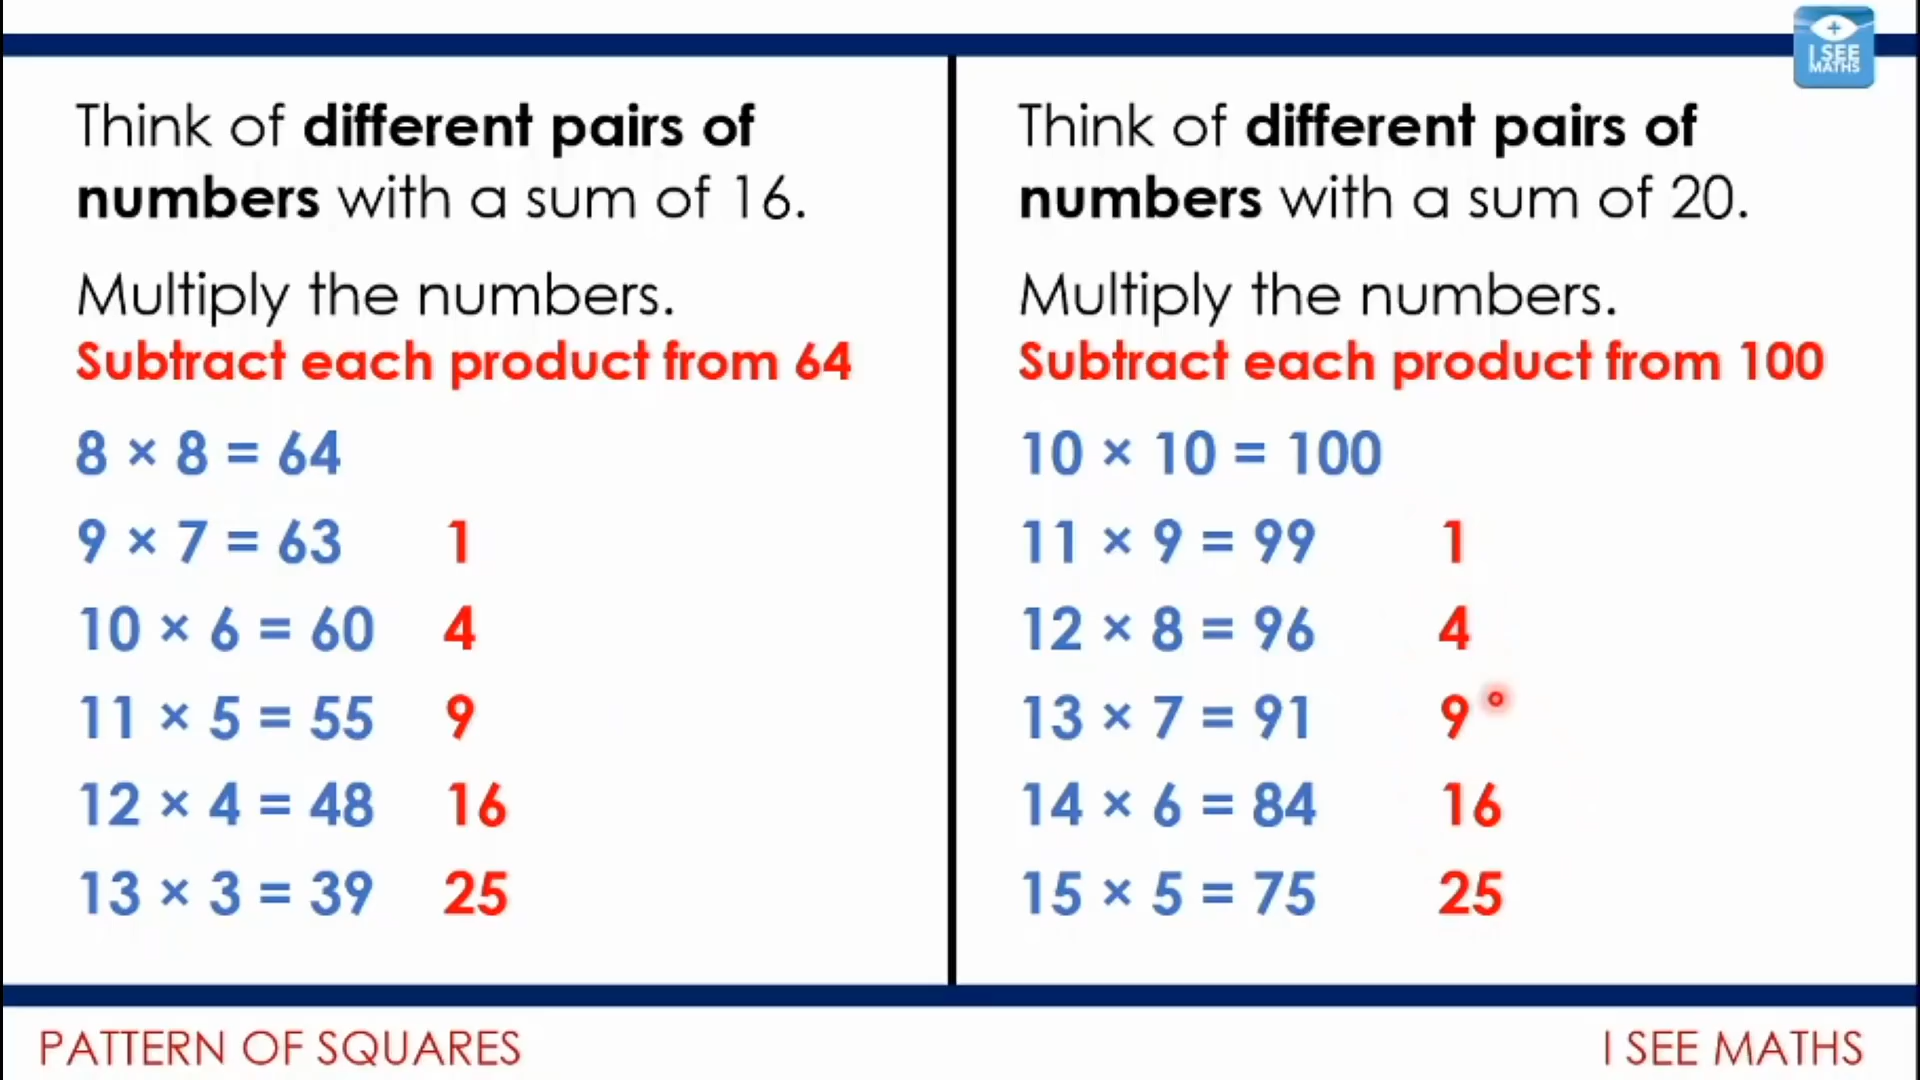 I SEE
MATHS
Think of different pairs of
numbers with a sum of 16.
Multiply the numbers.
Subtract each product from 64
8 × 8 = 64
9 × 7 = 63 1
10 × 6 = 60 4
11 × 5 = 55 9
12 × 4 = 48 16
13 × 3 = 39 25
Think of different pairs of
numbers with a sum of 20.
Multiply the numbers.
Subtract each product from 100
10 × 10 = 100
11 × 9 = 99 1
12 × 8 = 96 4
13 × 7 = 91 9
14 × 6 = 84 16
15 × 5 = 75 25
PATTERN OF SQUARES
I SEE MATHS